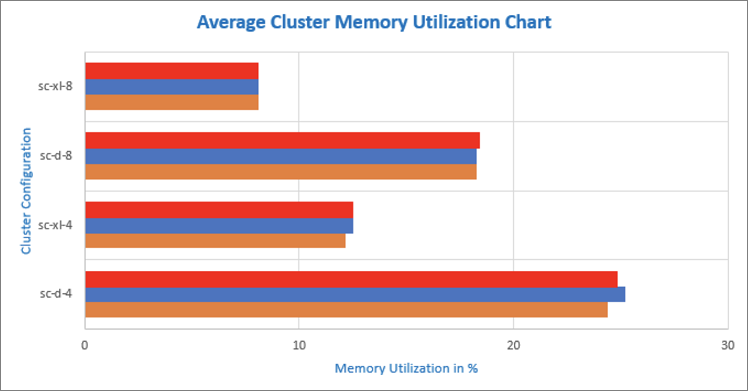 Average Cluster Memory Utilization Chart
Cluster Configuration
sc-xl-8
sc-d-8
sc-xl-4
sc-d-4
0 10 20 30
Memory Utilization in %